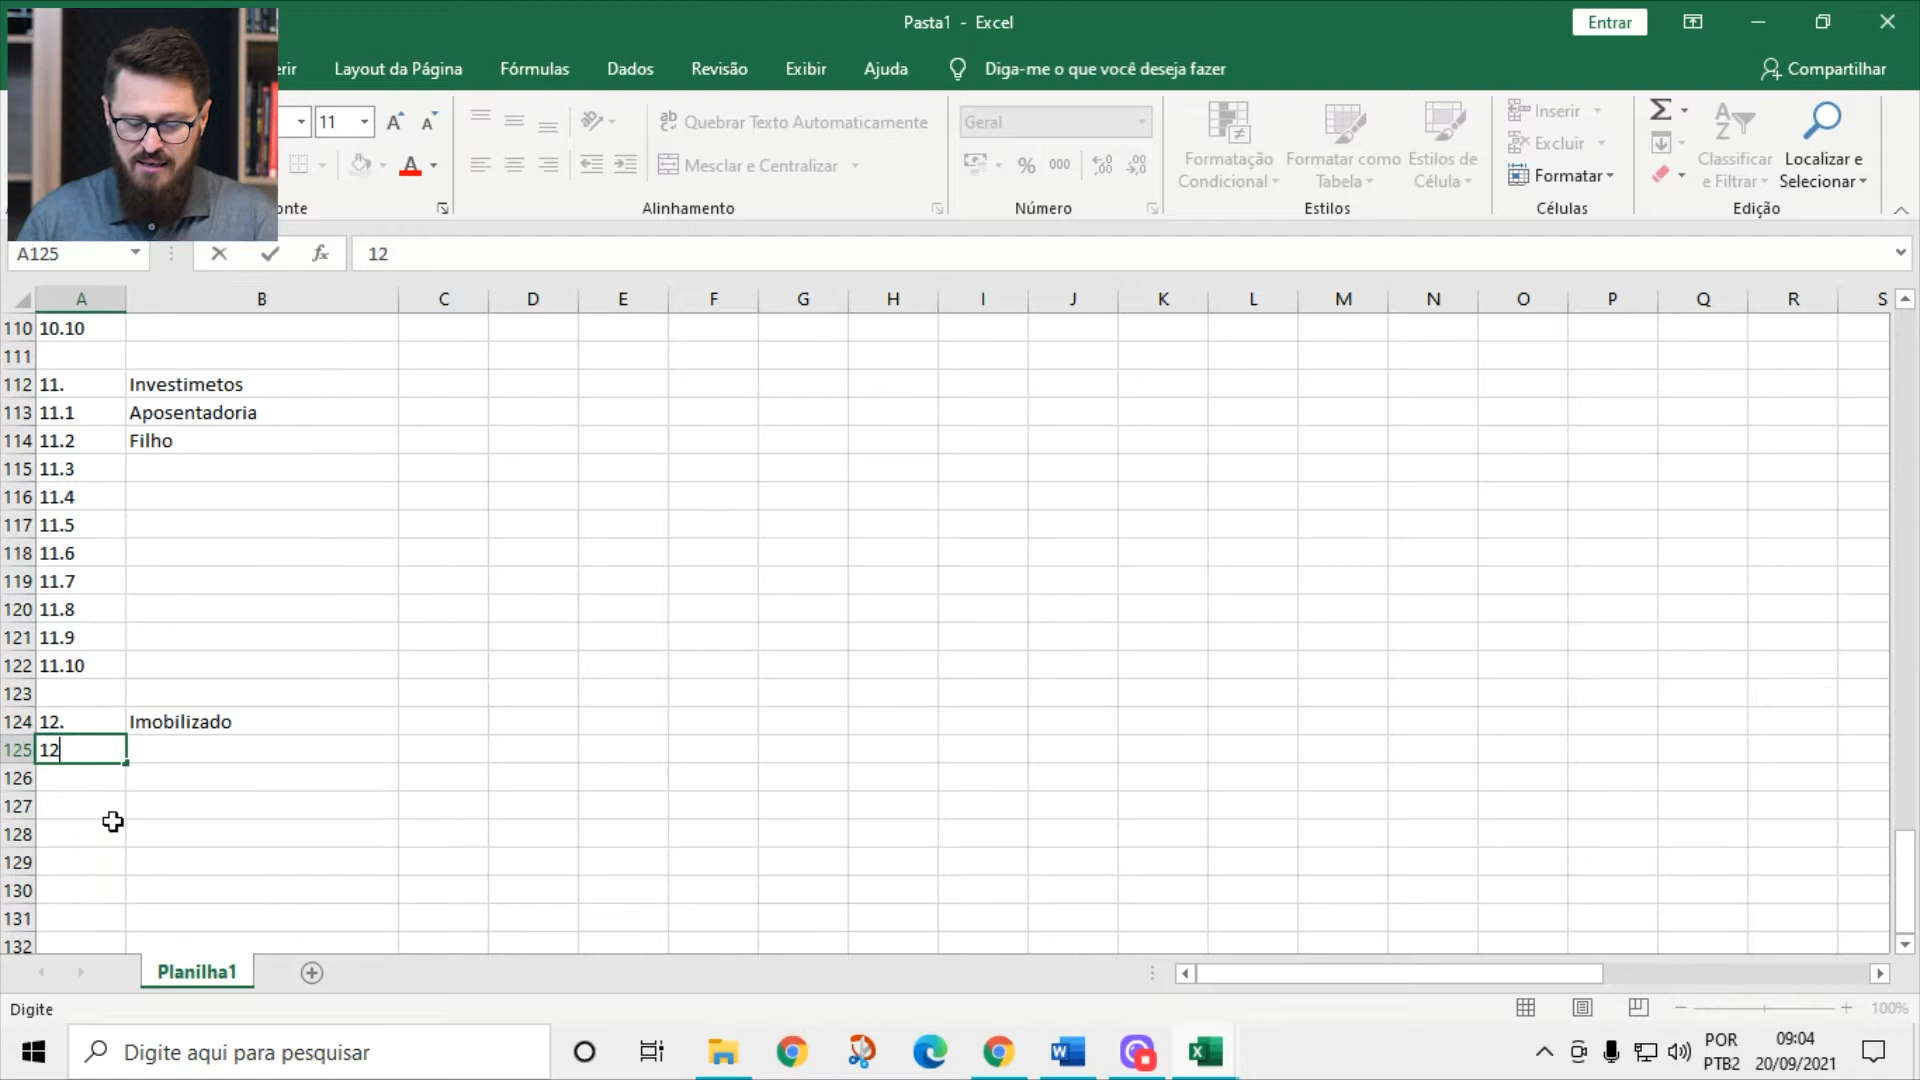 Pasta1 - Excel
Entrar
erir Layout da Página Fórmulas Dados Revisão Exibir Ajuda Diga-me o que você deseja fazer Compartilhar
11 A A ab Quebrar Texto Automaticamente Geral Inserir
Formatação Condicional Formatar como Tabela Estilos de Célula Excluir Classificar e Filtrar Localizar e Selecionar
A Mesclar e Centralizar % 000 Formatar
onte Alinhamento Número Estilos Células Edição
A125 fx 12
A B C D E F G H I J K L M N O P Q R S
110 10.10
111
112 11. Investimetos
113 11.1 Aposentadoria
114 11.2 Filho
115 11.3
116 11.4
117 11.5
118 11.6
119 11.7
120 11.8
121 11.9
122 11.10
123
124 12. Imobilizado
125 12
126
127
128
129
130
131
132
Planilha1
Digite 100%
Digite aqui para pesquisar
POR 09:04
PTB2 20/09/2021